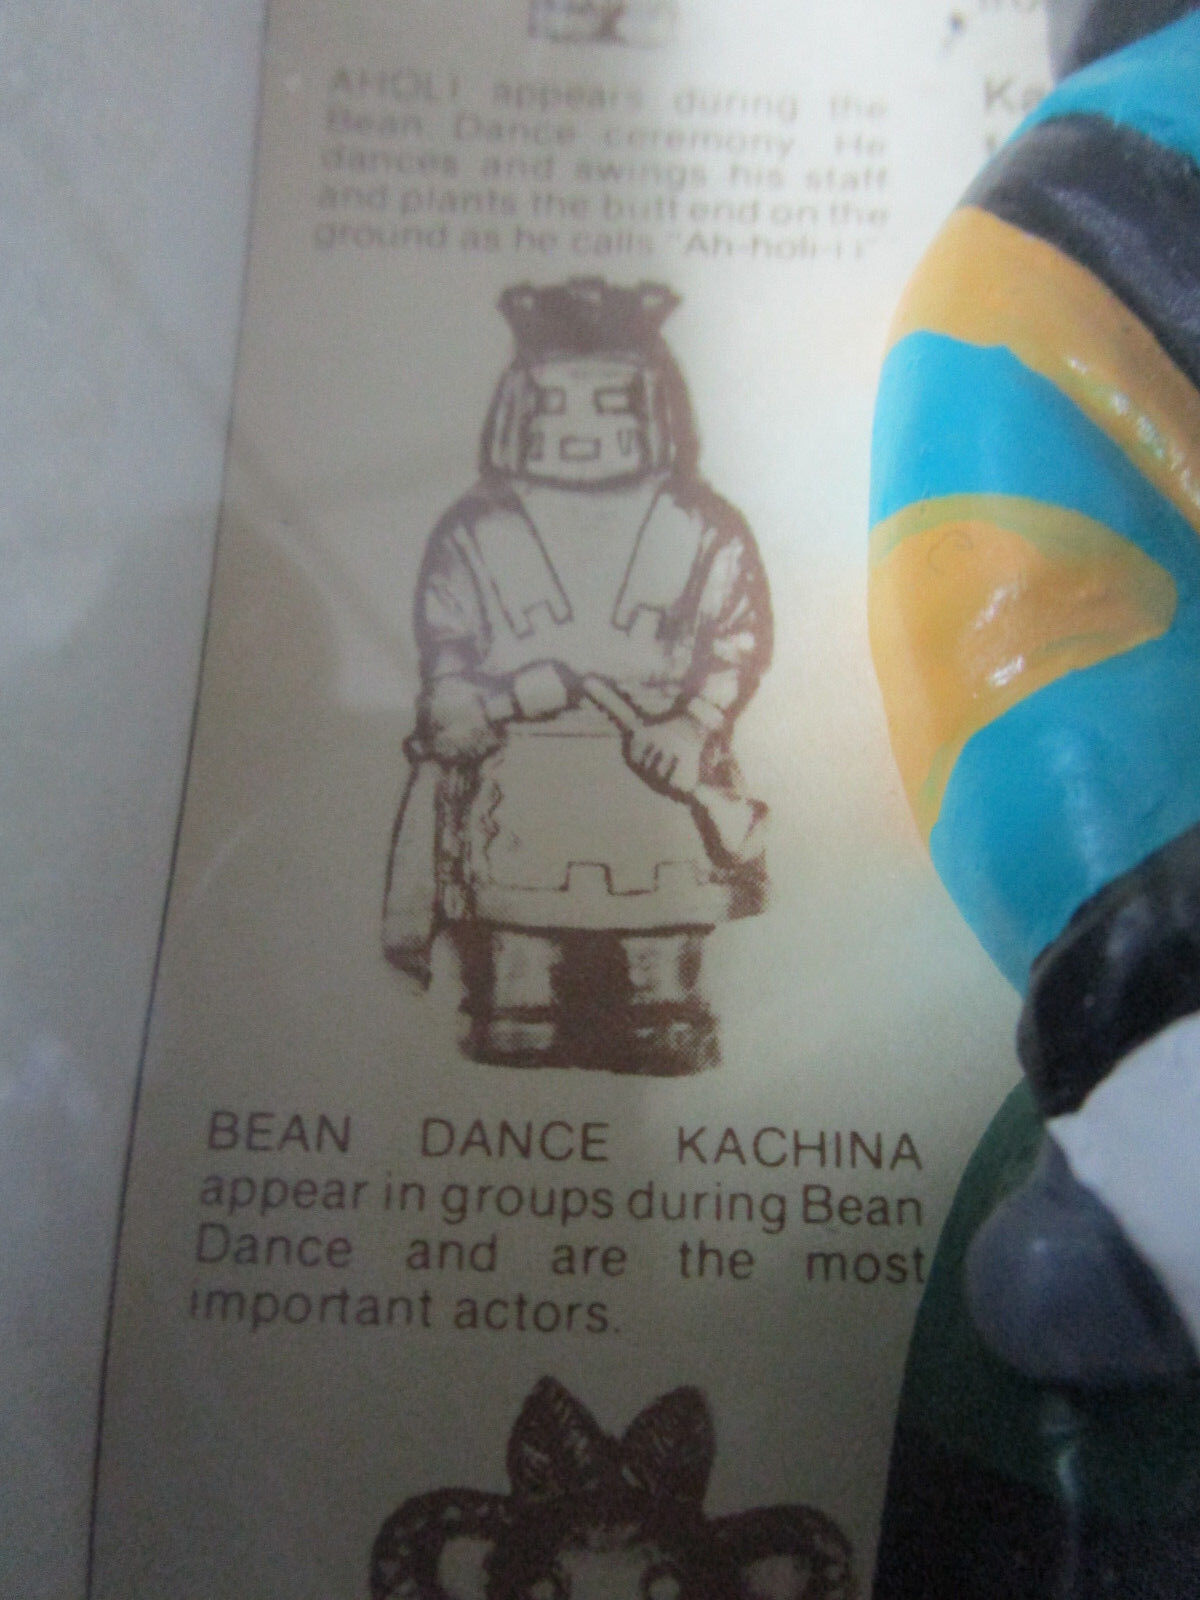 AHOLI appears during the
Bean Dance ceremony. He
dances and swings his staff
and plants the butt end on the
ground as he calls "Ah-holi-i i"
BEAN DANCE KACHINA
appear in groups during Bean
Dance and are the most
important actors.